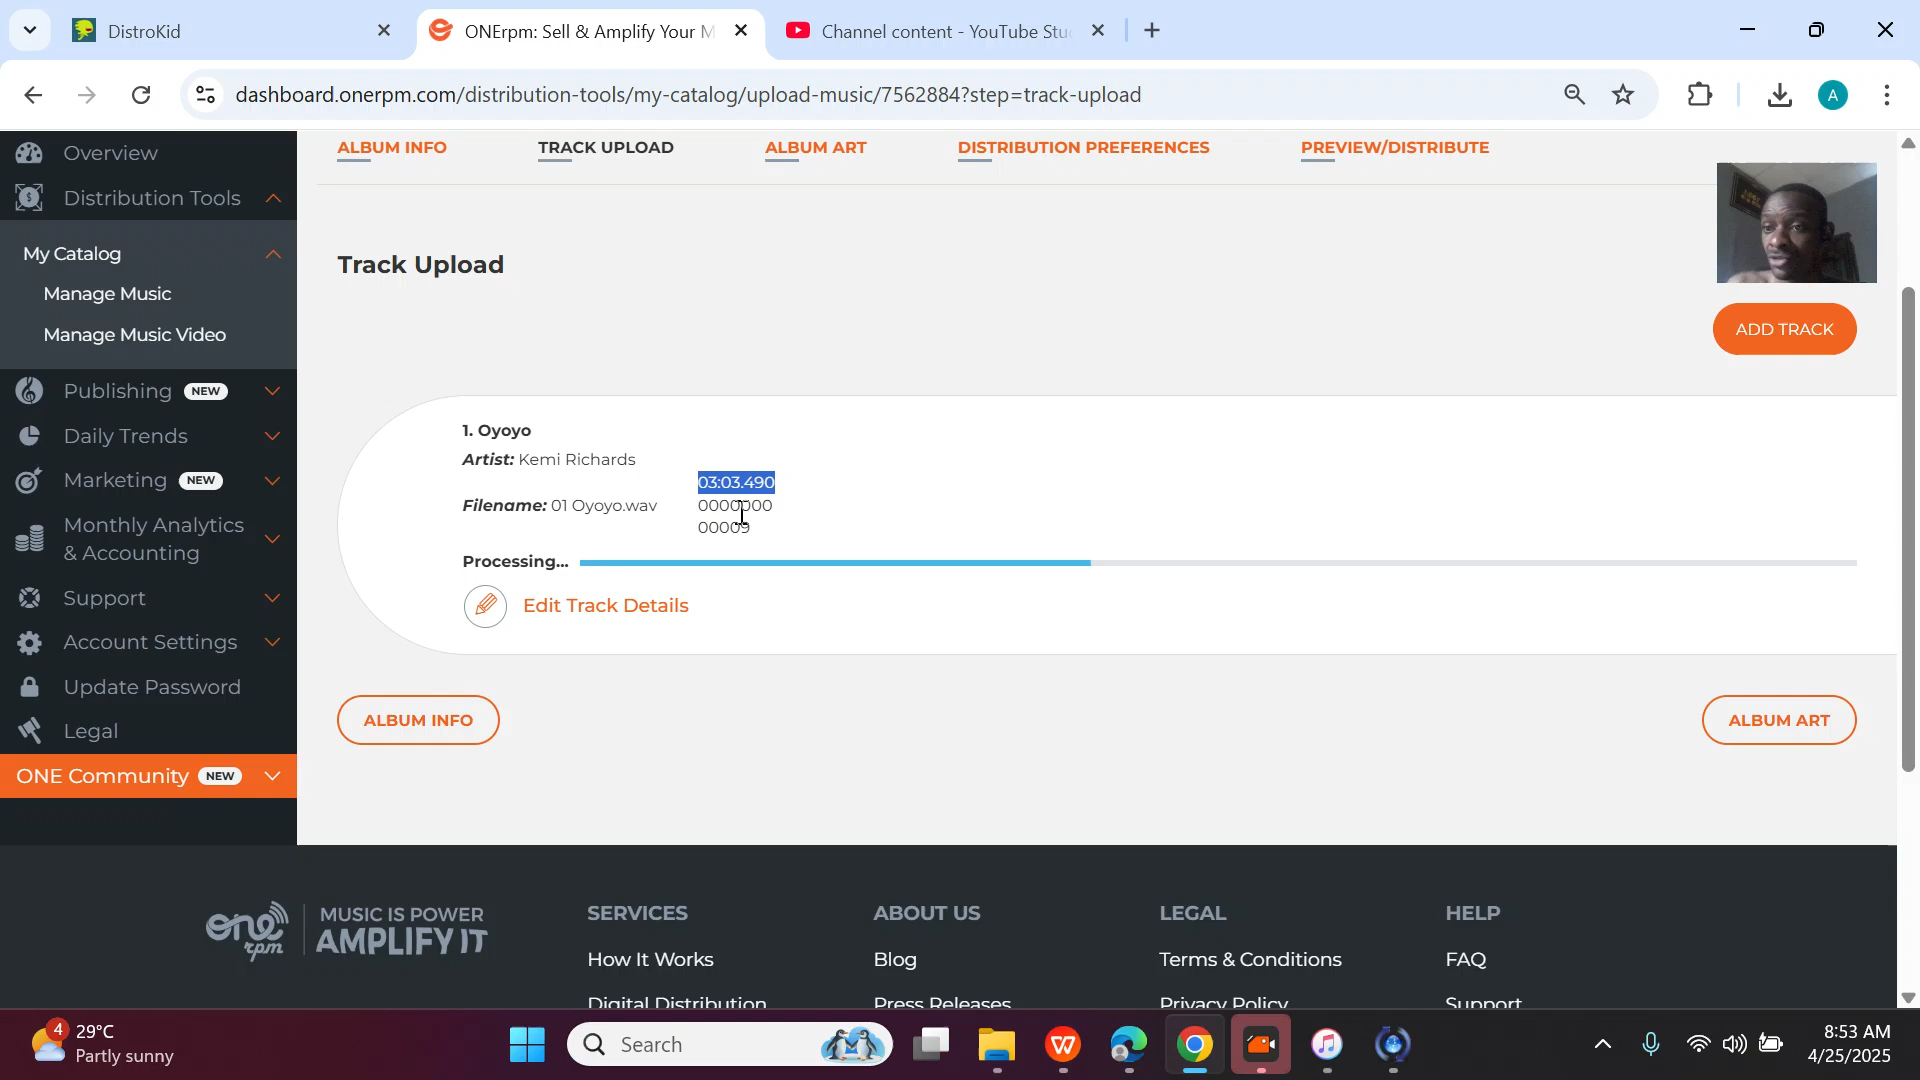 DistroKid
ONErpm: Sell & Amplify Your M
Channel content - YouTube Stu
dashboard.onerpm.com/distribution-tools/my-catalog/upload-music/7562884?step=track-upload
A
Overview
Distribution Tools
My Catalog
Manage Music
Manage Music Video
Publishing NEW
Daily Trends
Marketing NEW
Monthly Analytics
& Accounting
Support
Account Settings
Update Password
Legal
ONE Community NEW
ALBUM INFO
TRACK UPLOAD
ALBUM ART
DISTRIBUTION PREFERENCES
PREVIEW/DISTRIBUTE
Track Upload
ADD TRACK
1. Oyoyo
Artist: Kemi Richards
Filename: 01 Oyoyo.wav
03:03.490
0000000
00009
Processing...
Edit Track Details
ALBUM INFO
ALBUM ART
one rpm
MUSIC IS POWER
AMPLIFY IT
SERVICES
How It Works
Digital Distribution
ABOUT US
Blog
Press Releases
LEGAL
Terms & Conditions
Privacy Policy
HELP
FAQ
Support
4
29°C
Partly sunny
Search
8:53 AM
4/25/2025